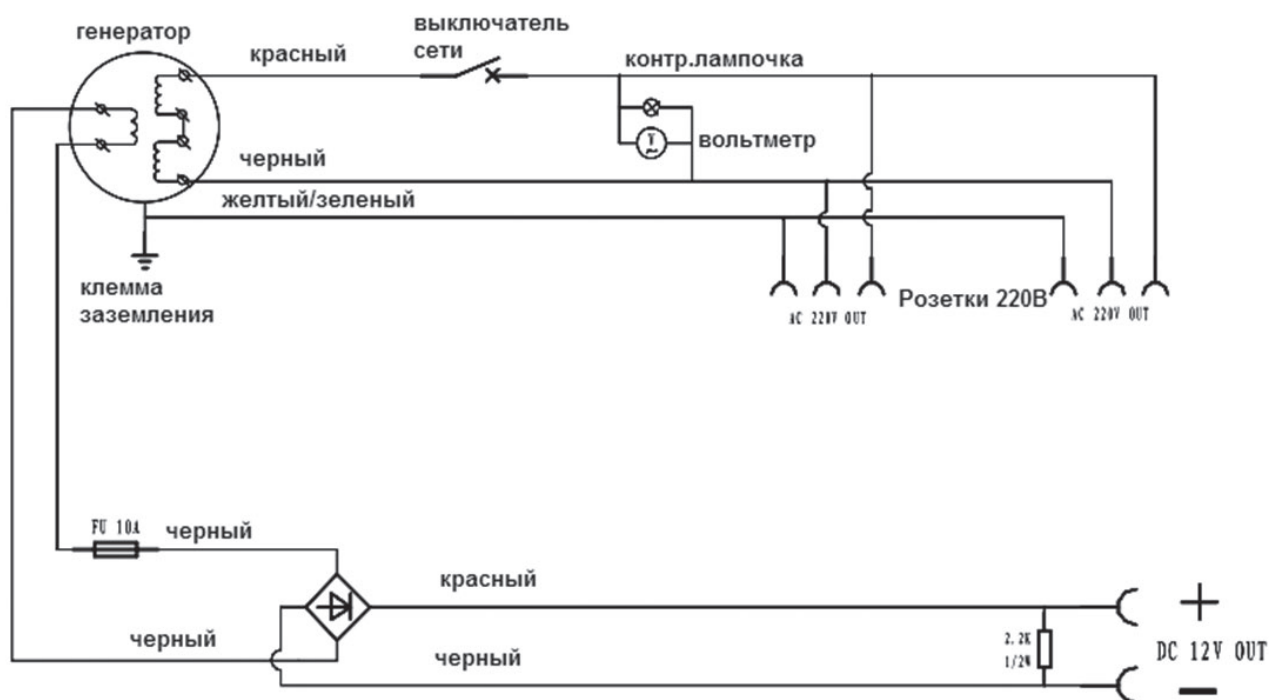 генератор
красный
выключатель
сети
контр.лампочка
вольтметр
черный
желтый/зеленый
клемма
заземления
Розетки 220В
AC 220V OUT
AC 220V OUT
FU 10A
черный
красный
черный
черный
2.2K
1/2W
+
DC 12V OUT
−